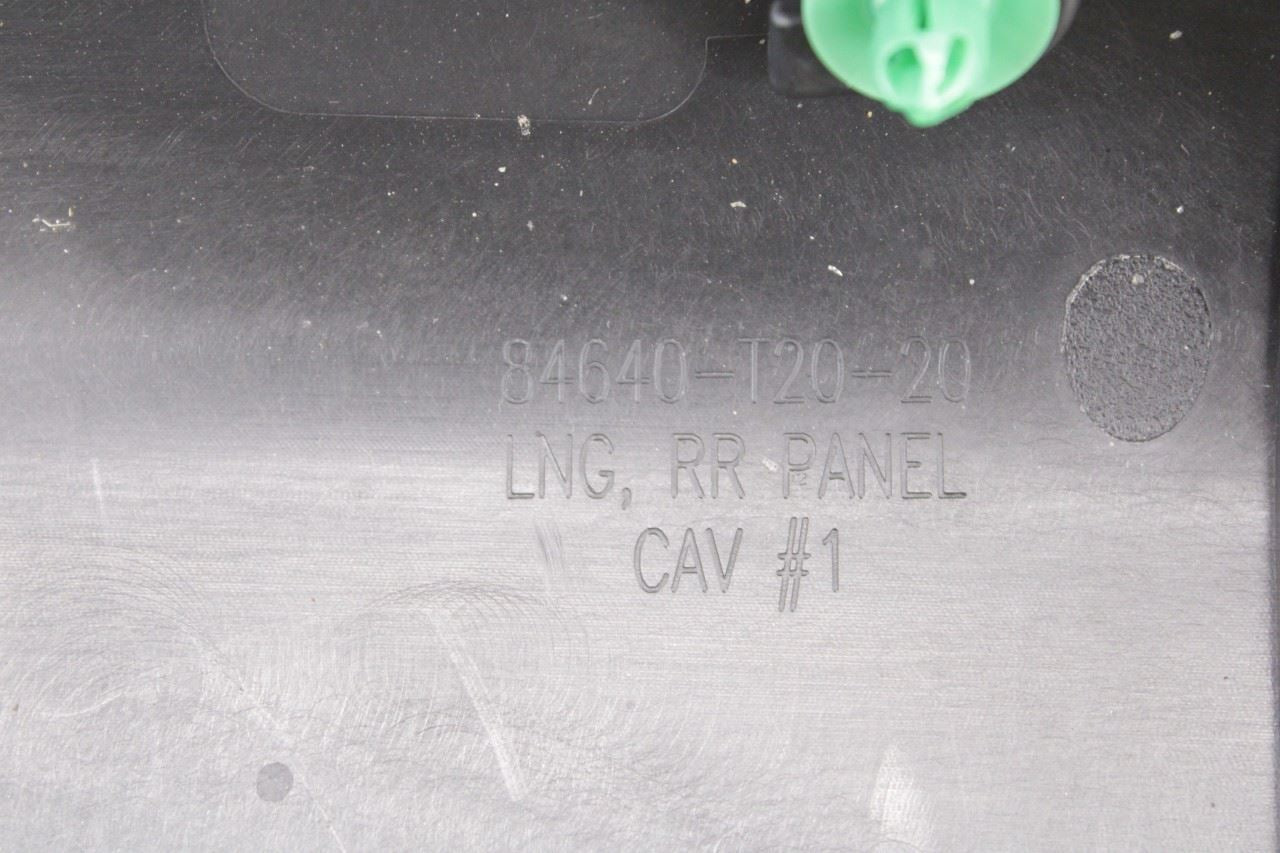 84640-T20-20
LNG, RR PANEL
CAV #1